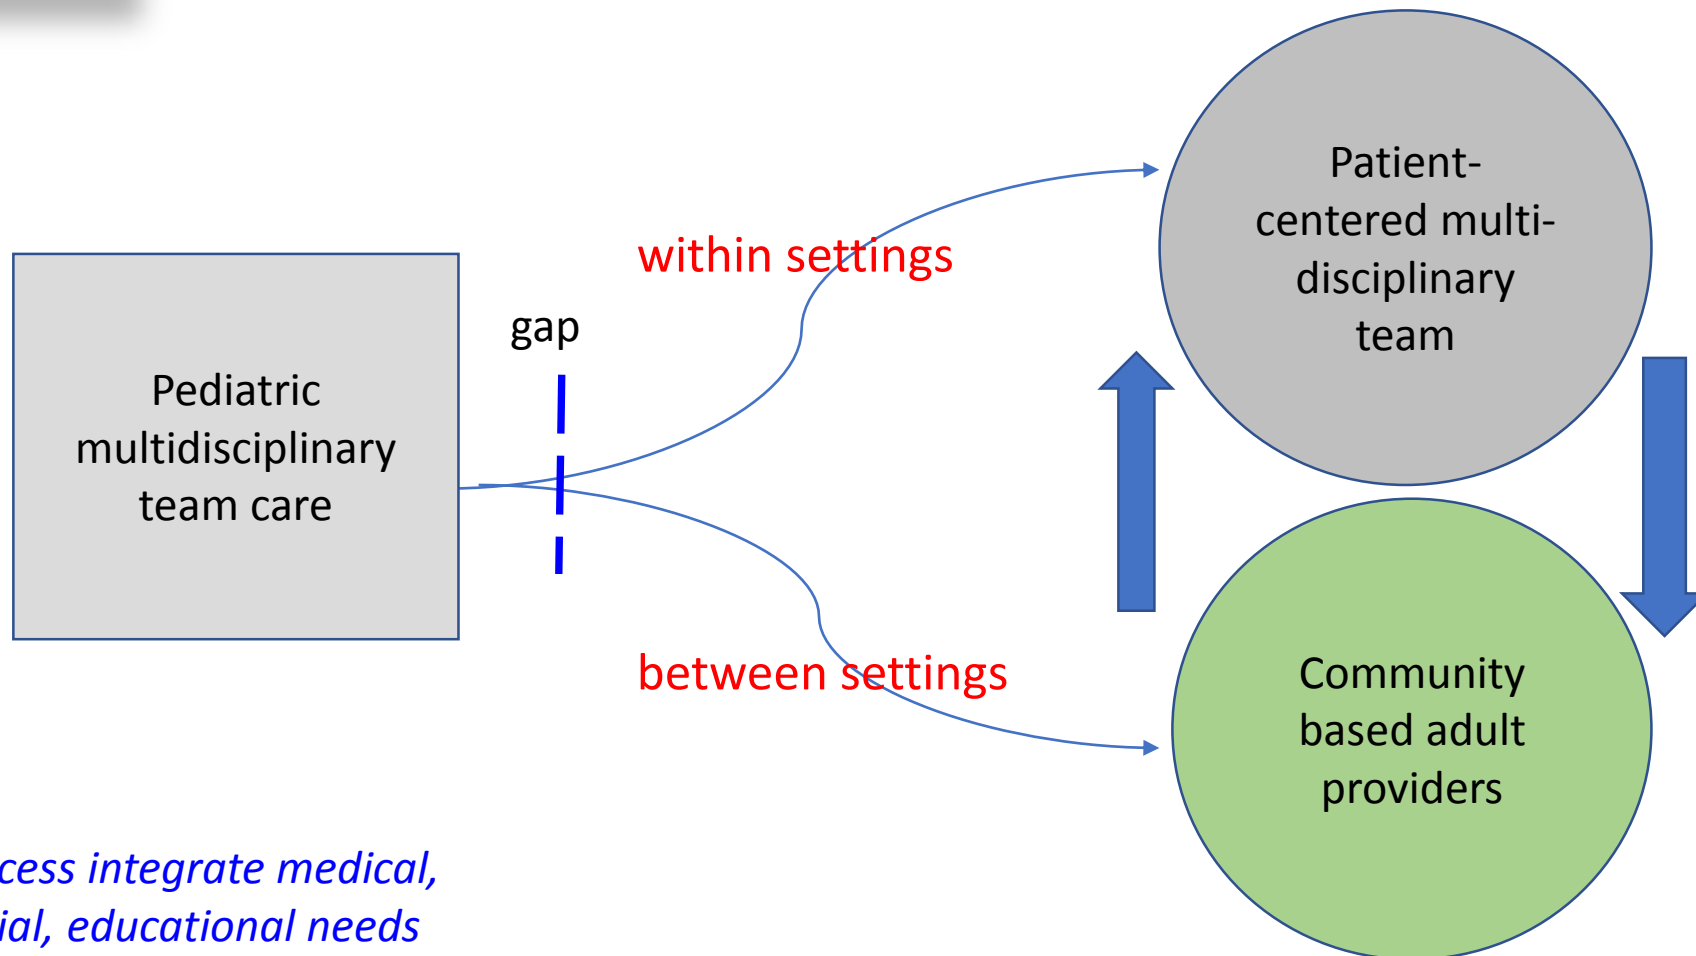 Patient-
centered multi-
disciplinary
team
within settings
gap
Pediatric
multidisciplinary
team care
between settings
Community
based adult
providers
cess integrate medical,
ial, educational needs